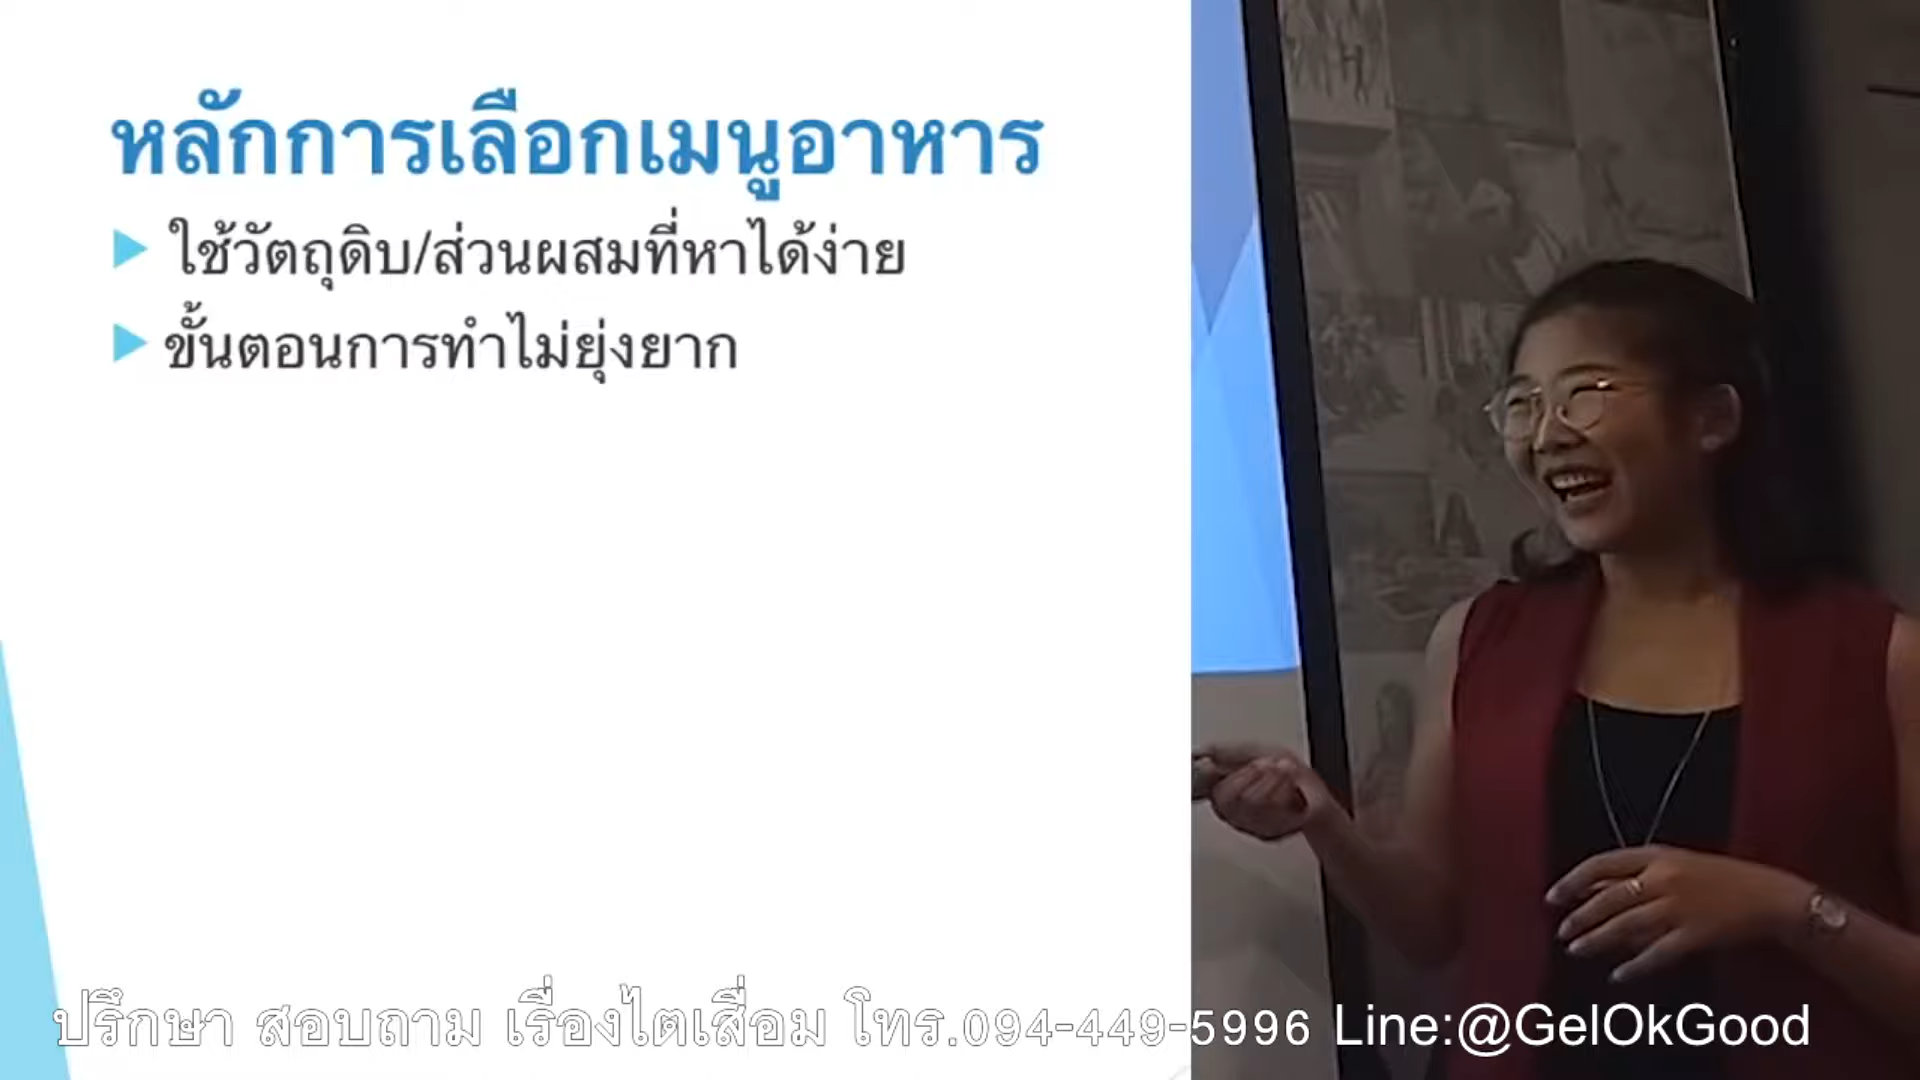 หลักการเลือกเมนูอาหาร
ใช้วัตถุดิบ/ส่วนผสมที่หาได้ง่าย
ขั้นตอนการทำไม่ยุ่งยาก
ปรึกษา สอบถาม เรื่องไตเสื่อม โทร.094-449-5996 Line:@GelOkGood